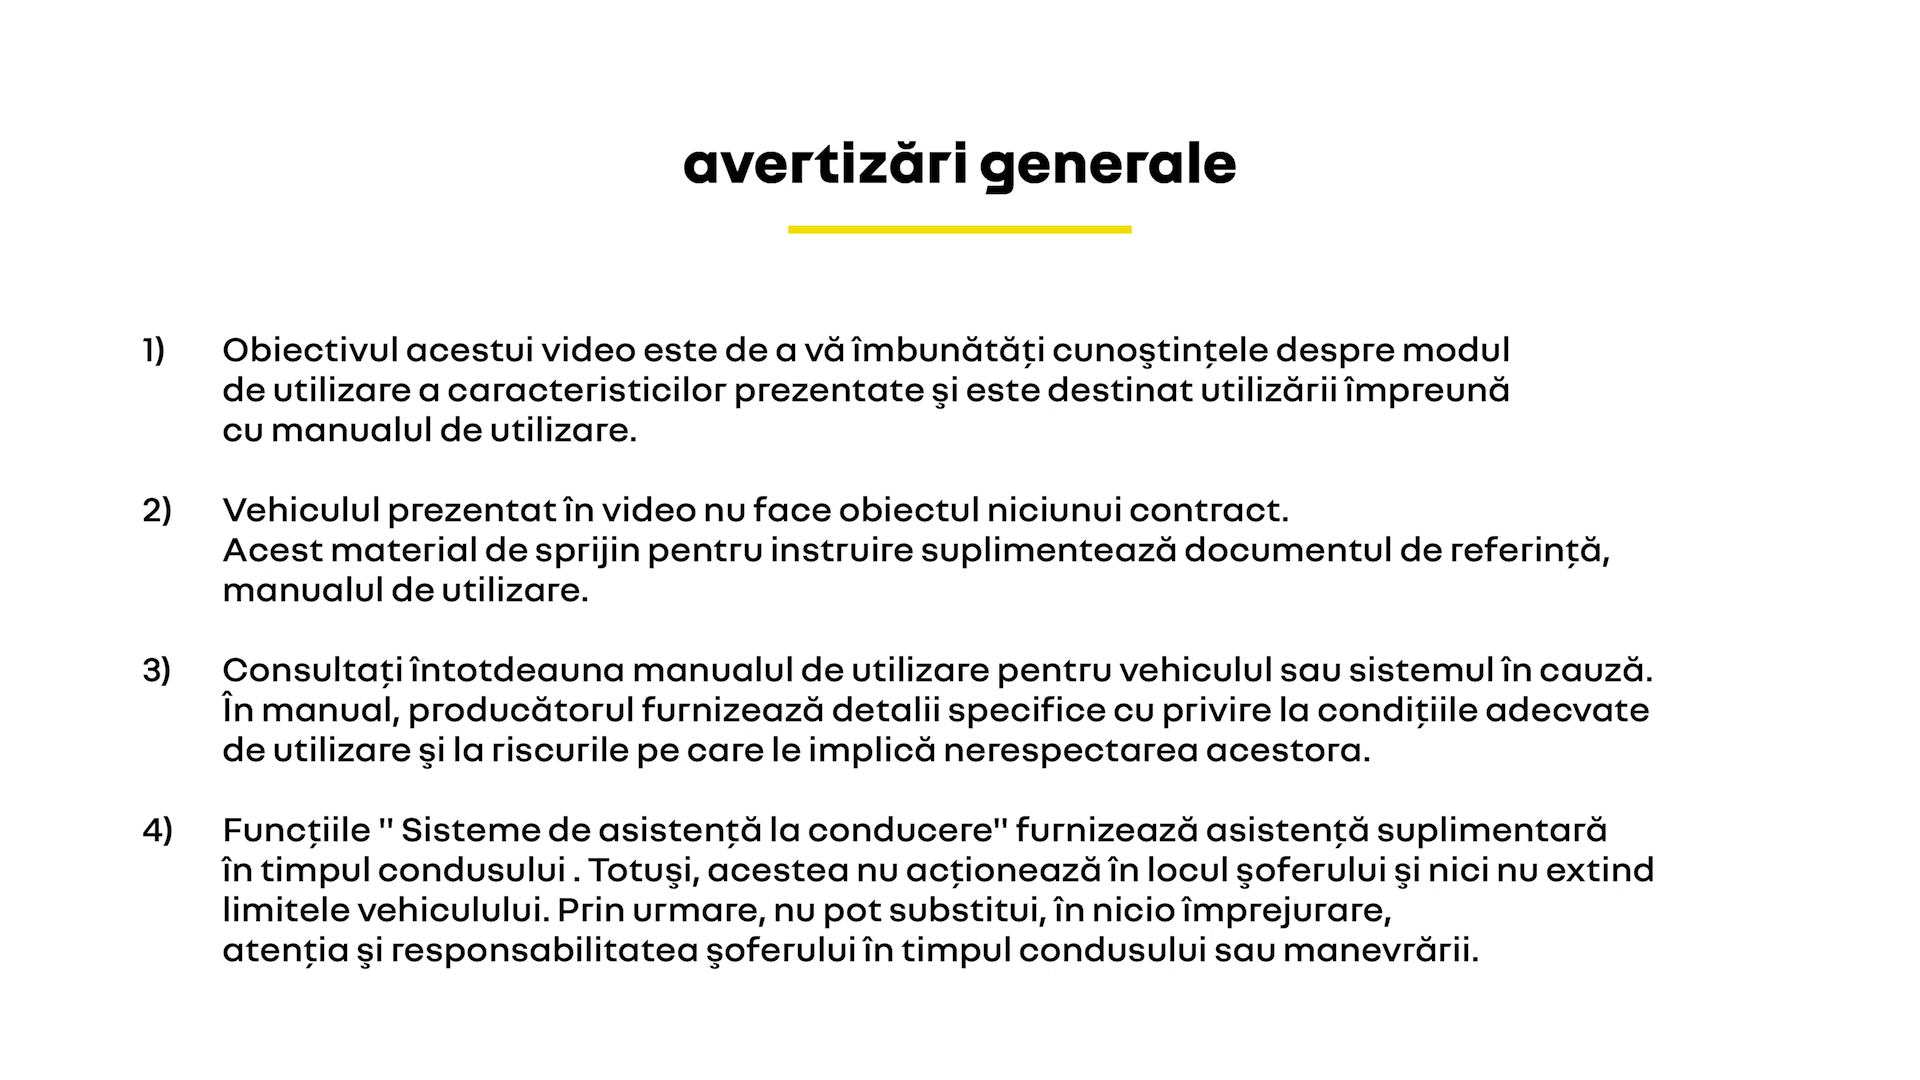 avertizări generale
1) Obiectivul acestui video este de a vă îmbunătăți cunoştințele despre modul
de utilizare a caracteristicilor prezentate şi este destinat utilizării împreună
cu manualul de utilizare.
2) Vehiculul prezentat în video nu face obiectul niciunui contract.
Acest material de sprijin pentru instruire suplimentează documentul de referință,
manualul de utilizare.
3) Consultați întotdeauna manualul de utilizare pentru vehiculul sau sistemul în cauză.
În manual, producătorul furnizează detalii specifice cu privire la condițiile adecvate
de utilizare şi la riscurile pe care le implică nerespectarea acestora.
4) Funcțiile " Sisteme de asistență la conducere" furnizează asistență suplimentară
în timpul condusului . Totuşi, acestea nu acționează în locul şoferului şi nici nu extind
limitele vehiculului. Prin urmare, nu pot substitui, în nicio împrejurare,
atenția şi responsabilitatea şoferului în timpul condusului sau manevrării.